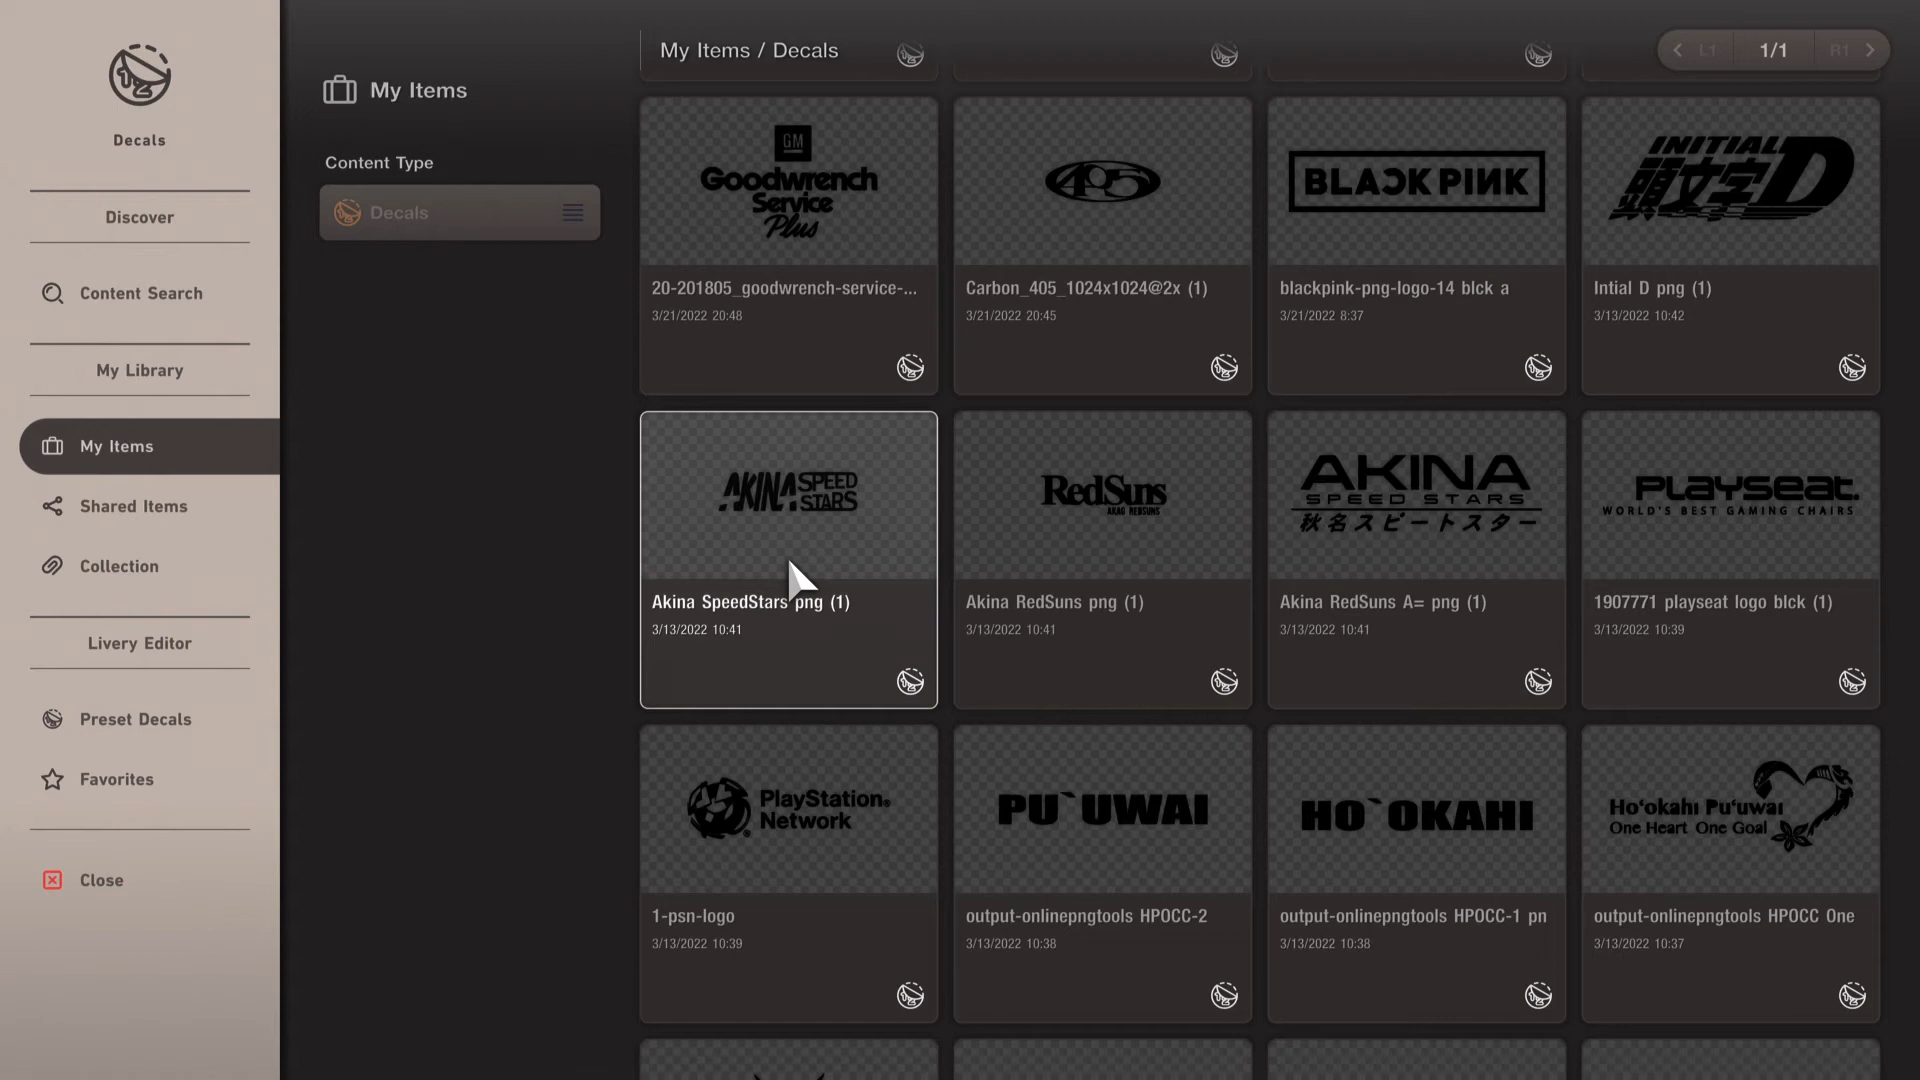 Decals
Discover
Content Search
My Library
My Items
Shared Items
Collection
Livery Editor
Preset Decals
Favorites
Close
My Items
Content Type
Decals
My Items / Decals
L1
1/1
R1
GM
Goodwrench
Service
Plus
20-201805_goodwrench-service-...
3/21/2022 20:48
405
Carbon_405_1024x1024@2x (1)
3/21/2022 20:45
BLACKPINK
blackpink-png-logo-14 blck a
3/21/2022 8:37
INITIAL D
頭文字
Intial D png (1)
3/13/2022 10:42
AKINA SPEED
STARS
Akina SpeedStars png (1)
3/13/2022 10:41
RedSuns
AKAGI REDSUNS
Akina RedSuns png (1)
3/13/2022 10:41
AKINA
SPEED STARS
秋名スピードスター
Akina RedSuns A= png (1)
3/13/2022 10:41
PLAYSEAT.
WORLD'S BEST GAMING CHAIRS
1907771 playseat logo blck (1)
3/13/2022 10:39
PlayStation®
Network
1-psn-logo
3/13/2022 10:39
PU`UWAI
output-onlinepngtools HPOCC-2
3/13/2022 10:38
HO`OKAHI
output-onlinepngtools HPOCC-1 pn
3/13/2022 10:38
Ho'okahi Pu'uwai
One Heart One Goal
output-onlinepngtools HPOCC One
3/13/2022 10:37